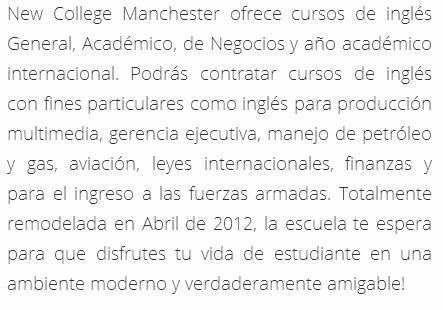 New College Manchester ofrece cursos de inglés
General, Académico, de Negocios y año académico
internacional. Podrás contratar cursos de inglés
con fines particulares como inglés para producción
multimedia, gerencia ejecutiva, manejo de petróleo
y gas, aviación, leyes internacionales, finanzas y
para el ingreso a las fuerzas armadas. Totalmente
remodelada en Abril de 2012, la escuela te espera
para que disfrutes tu vida de estudiante en una
ambiente moderno y verdaderamente amigable!